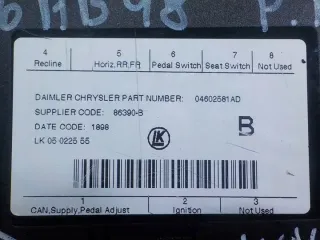 4 5 6 7 8
Recline Horiz.RR,FR Pedal Switch Seat Switch Not Used
DAIMLER CHRYSLER PART NUMBER: 04602581AD
SUPPLIER CODE: 86390-B
DATE CODE: 1898
LK 05 0225 55
LK
B
1 2 3
CAN,Supply,Pedal Adjust Ignition Not Used